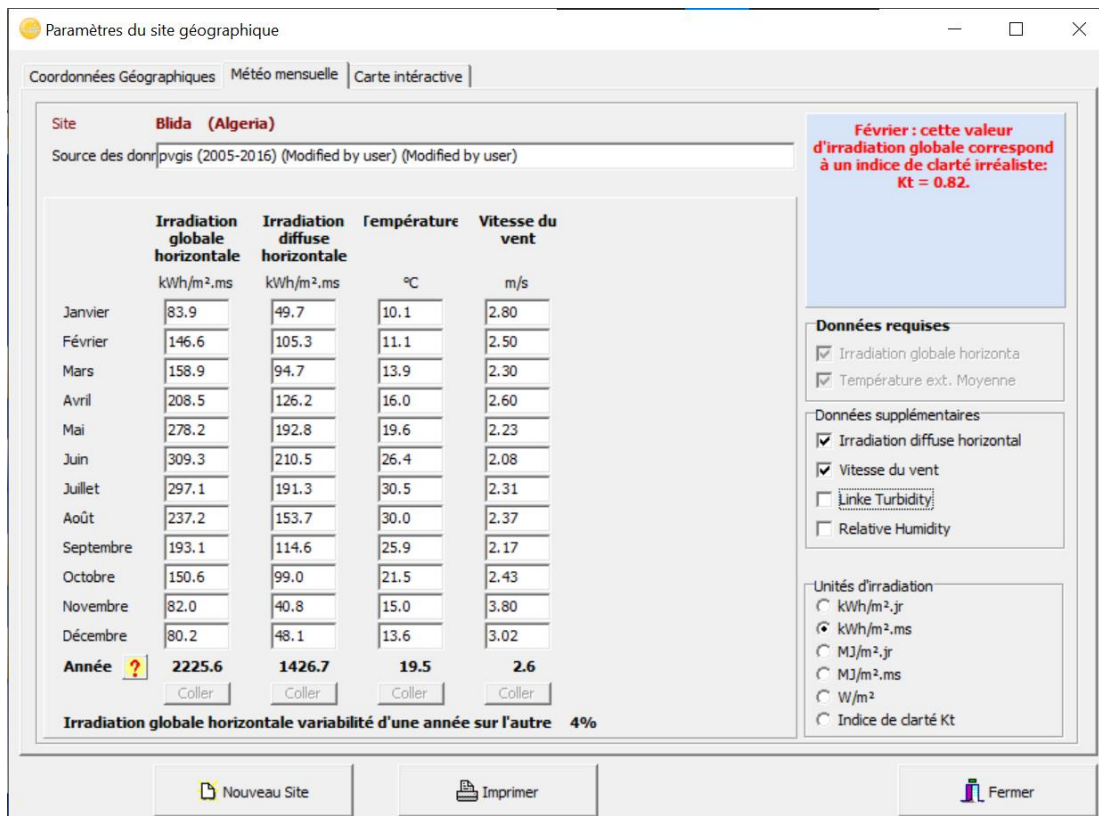 Paramètres du site géographique
Coordonnées Géographiques Météo mensuelle Carte intéractive
Site Blida (Algeria)
Source des donr pvgis (2005-2016) (Modified by user) (Modified by user)
Février : cette valeur
d'irradiation globale correspond
à un indice de clarté irréaliste:
Kt = 0.82.
Irradiation globale horizontale Irradiation diffuse horizontale Température Vitesse du vent
kWh/m².ms kWh/m².ms °C m/s
Janvier 83.9 49.7 10.1 2.80
Février 146.6 105.3 11.1 2.50
Mars 158.9 94.7 13.9 2.30
Avril 208.5 126.2 16.0 2.60
Mai 278.2 192.8 19.6 2.23
Juin 309.3 210.5 26.4 2.08
Juillet 297.1 191.3 30.5 2.31
Août 237.2 153.7 30.0 2.37
Septembre 193.1 114.6 25.9 2.17
Octobre 150.6 99.0 21.5 2.43
Novembre 82.0 40.8 15.0 3.80
Décembre 80.2 48.1 13.6 3.02
Année ? 2225.6 1426.7 19.5 2.6
Coller Coller Coller Coller
Irradiation globale horizontale variabilité d'une année sur l'autre 4%
Données requises
Irradiation globale horizonta
Température ext. Moyenne
Données supplémentaires
Irradiation diffuse horizontal
Vitesse du vent
Linke Turbidity
Relative Humidity
Unités d'irradiation
kWh/m².jr
kWh/m².ms
MJ/m².jr
MJ/m².ms
W/m²
Indice de clarté Kt
Nouveau Site Imprimer Fermer